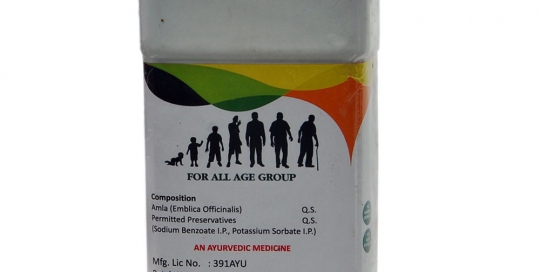 FOR ALL AGE GROUP
Composition
Amla (Emblica Officinalis) Q.S.
Permitted Preservatives Q.S.
(Sodium Benzoate I.P., Potassium Sorbate I.P.)
AN AYURVEDIC MEDICINE
Mfg. Lic No. : 391AYU